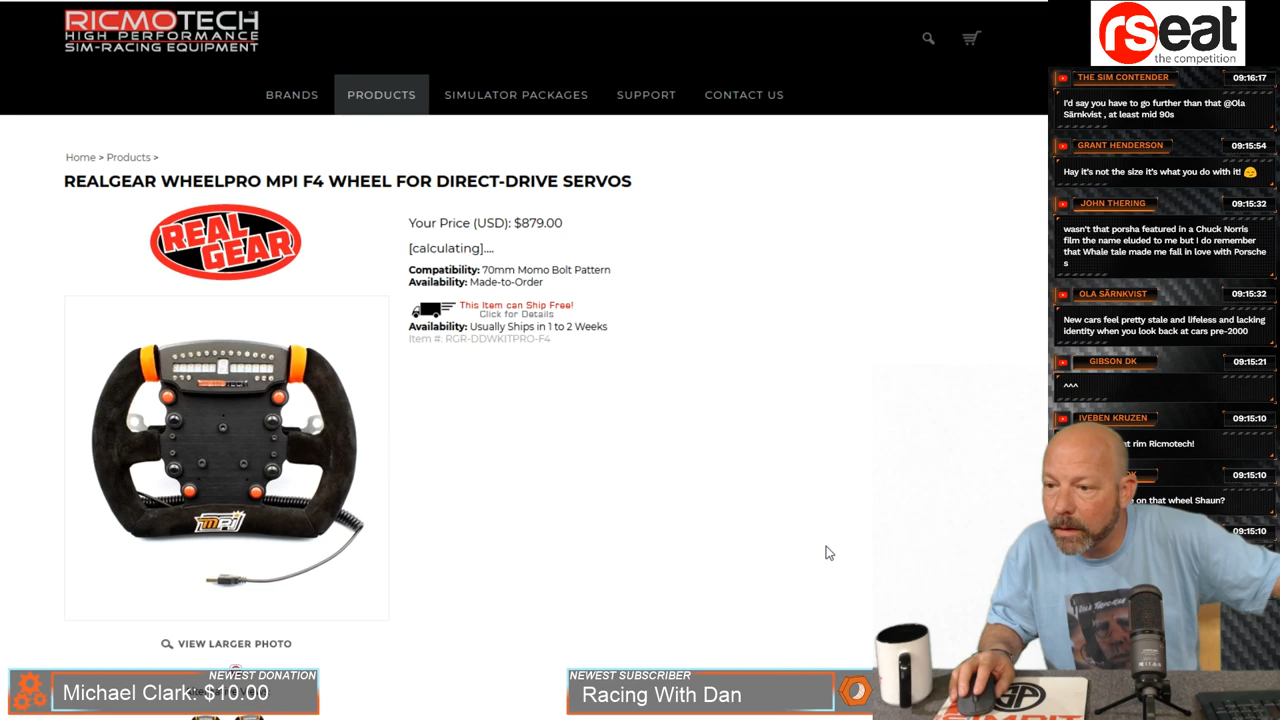 RICMOTECH
HIGH PERFORMANCE
SIM-RACING EQUIPMENT
BRANDS
PRODUCTS
SIMULATOR PACKAGES
SUPPORT
CONTACT US
Home > Products >
REALGEAR WHEELPRO MPI F4 WHEEL FOR DIRECT-DRIVE SERVOS
REAL
GEAR
Your Price (USD): $879.00
[calculating]....
Compatibility: 70mm Momo Bolt Pattern
Availability: Made-to-Order
This Item can Ship Free!
Click for Details
Availability: Usually Ships in 1 to 2 Weeks
Item #: RGR-DDWKITPRO-F4
MPI
VIEW LARGER PHOTO
NEWEST DONATION
Michael Clark: $10.00
NEWEST SUBSCRIBER
Racing With Dan
rseat
the competition
THE SIM CONTENDER 09:16:17
I'd say you have to go further than that @Ola
Särnkvist , at least mid 90s
GRANT HENDERSON 09:15:54
Hay it's not the size it's what you do with it! 😏
JOHN THERING 09:15:32
wasn't that porsha featured in a Chuck Norris
film the name eluded to me but I do remember
that Whale tale made me fall in love with Porsche
s
OLA SÄRNKVIST 09:15:32
New cars feel pretty stale and lifeless and lacking
identity when you look back at cars pre-2000
GIBSON DK 09:15:21
^^^
IVEBEN KRUZEN 09:15:10
at rim Ricmotech!
09:15:10
on that wheel Shaun?
09:15:10